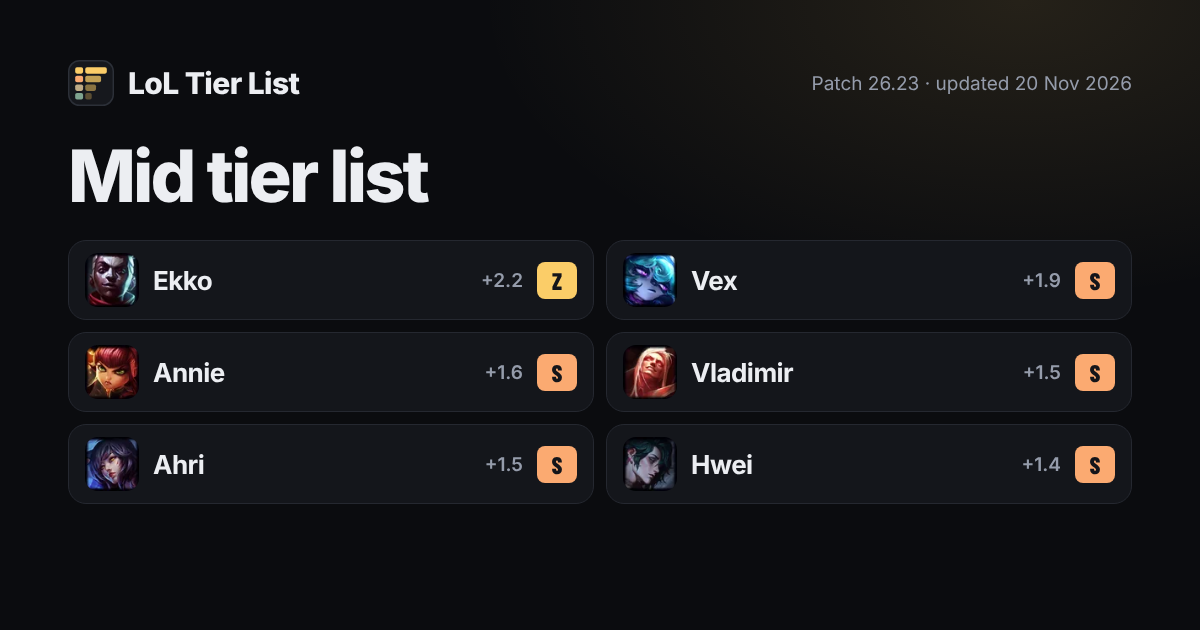 LoL Tier List
Patch 26.23 · updated 20 Nov 2026
Mid tier list
Ekko +2.2 Z
Vex +1.9 S
Annie +1.6 S
Vladimir +1.5 S
Ahri +1.5 S
Hwei +1.4 S